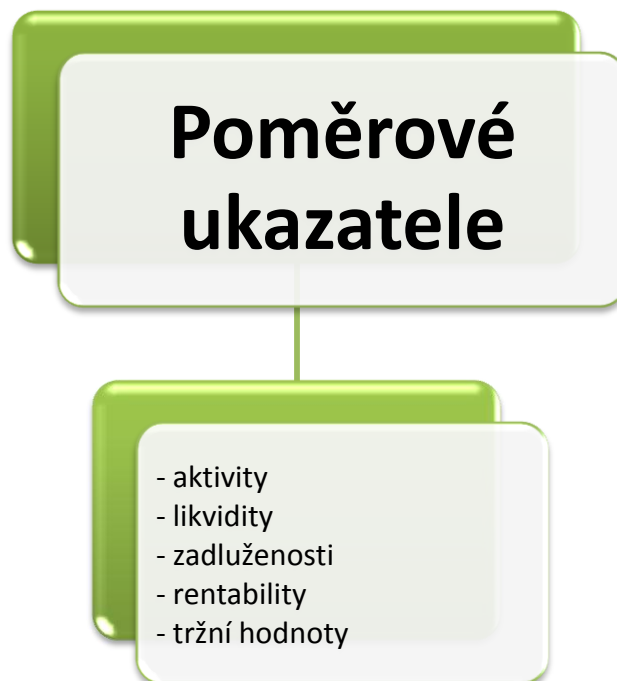 Poměrové
ukazatele
- aktivity
- likvidity
- zadluženosti
- rentability
- tržní hodnoty